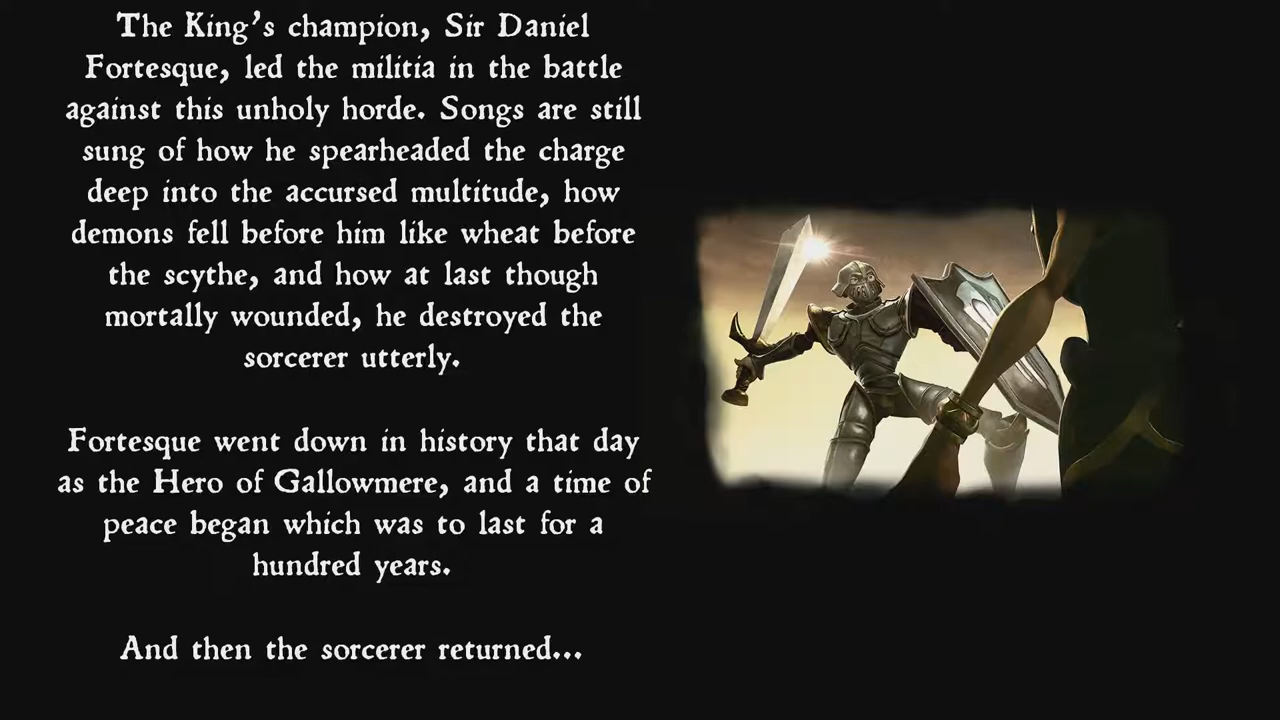 The King's champion, Sir Daniel
Fortesque, led the militia in the battle
against this unholy horde. Songs are still
sung of how he spearheaded the charge
deep into the accursed multitude, how
demons fell before him like wheat before
the scythe, and how at last though
mortally wounded, he destroyed the
sorcerer utterly.
Fortesque went down in history that day
as the Hero of Gallowmere, and a time of
peace began which was to last for a
hundred years.
And then the sorcerer returned...